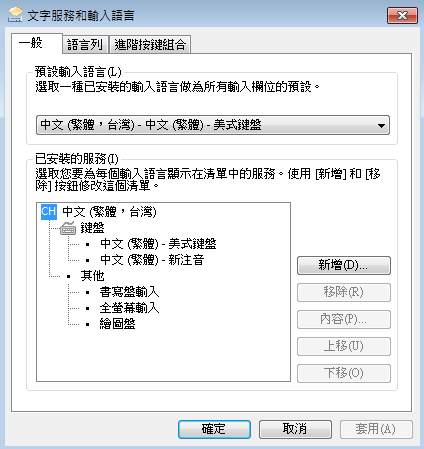 文字服務和輸入語言
一般
語言列
進階按鍵組合
預設輸入語言(L)
選取一種已安裝的輸入語言做為所有輸入欄位的預設。
中文 (繁體，台灣) - 中文 (繁體) - 美式鍵盤
已安裝的服務(I)
選取您要為每個輸入語言顯示在清單中的服務。使用 [新增] 和 [移
除] 按鈕修改這個清單。
CH 中文 (繁體，台灣)
鍵盤
中文 (繁體) - 美式鍵盤
中文 (繁體) - 新注音
其他
書寫盤輸入
全螢幕輸入
繪圖盤
新增(D)...
移除(R)
內容(P)...
上移(U)
下移(O)
確定
取消
套用(A)